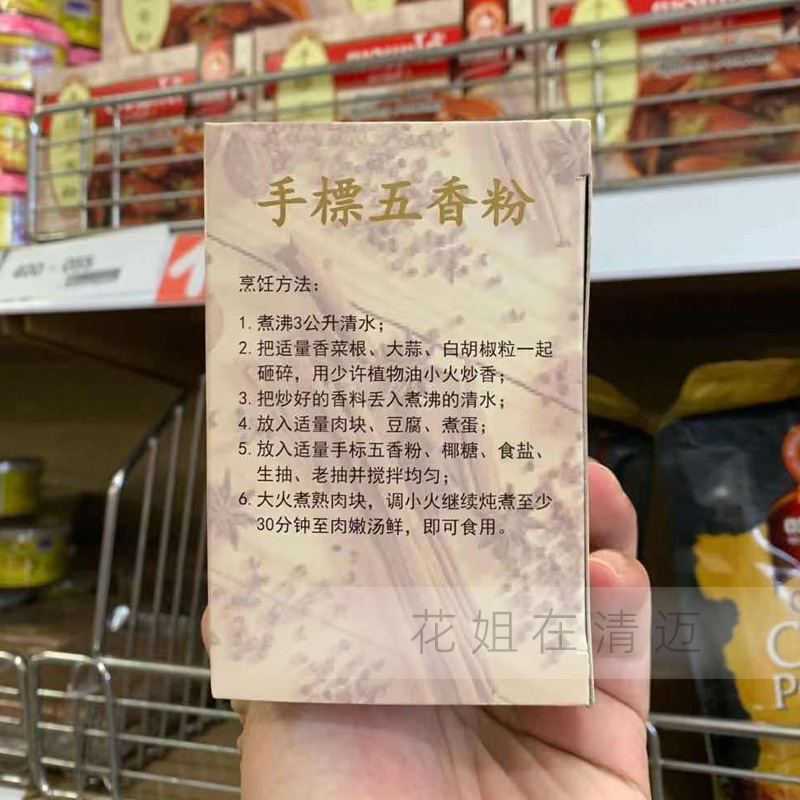 手標五香粉
烹饪方法：
1. 煮沸3公升清水；
2. 把适量香菜根、大蒜、白胡椒粒一起
砸碎，用少许植物油小火炒香；
3. 把炒好的香料丢入煮沸的清水；
4. 放入适量肉块、豆腐、煮蛋；
5. 放入适量手标五香粉、椰糖、食盐、
生抽、老抽并搅拌均匀；
6. 大火煮熟肉块，调小火继续炖煮至少
30分钟至肉嫩汤鲜，即可食用。
花姐在清迈